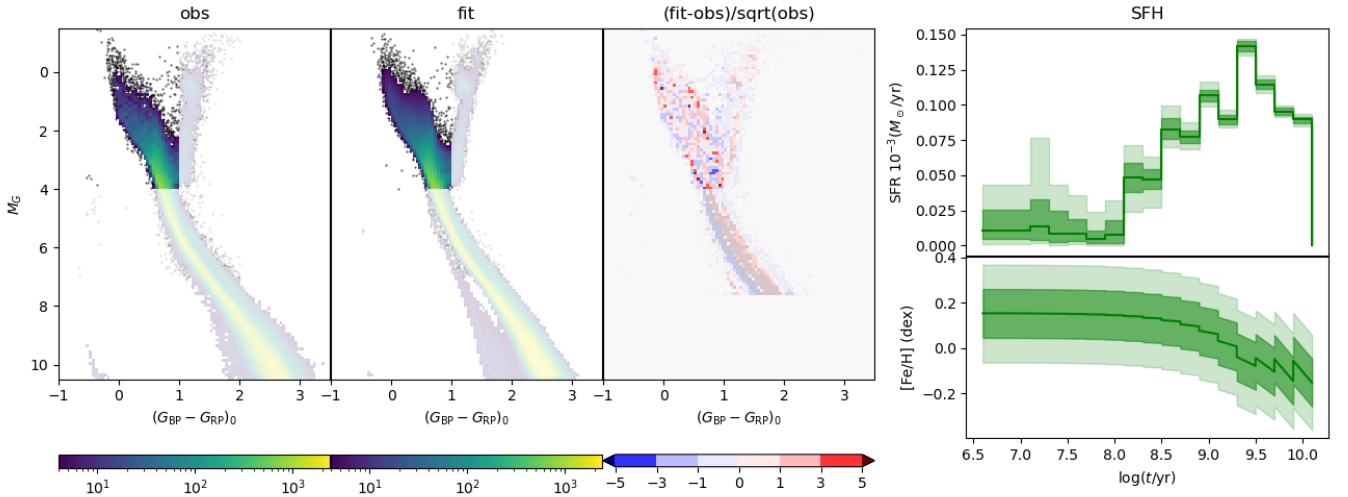 obs
fit
(fit-obs)/sqrt(obs)
SFH
0
2
4
6
8
10
M_G
−1 0 1 2 3
−1 0 1 2 3
−1 0 1 2 3
(G_BP − G_RP)_0
(G_BP − G_RP)_0
(G_BP − G_RP)_0
10^1 10^2 10^3
10^1 10^2 10^3
−5 −3 −1 0 1 3 5
0.150
0.125
0.100
0.075
0.050
0.025
0.000
SFR 10^−3(M_⊙/yr)
0.4
0.2
0.0
−0.2
[Fe/H] (dex)
6.5 7.0 7.5 8.0 8.5 9.0 9.5 10.0
log(t/yr)